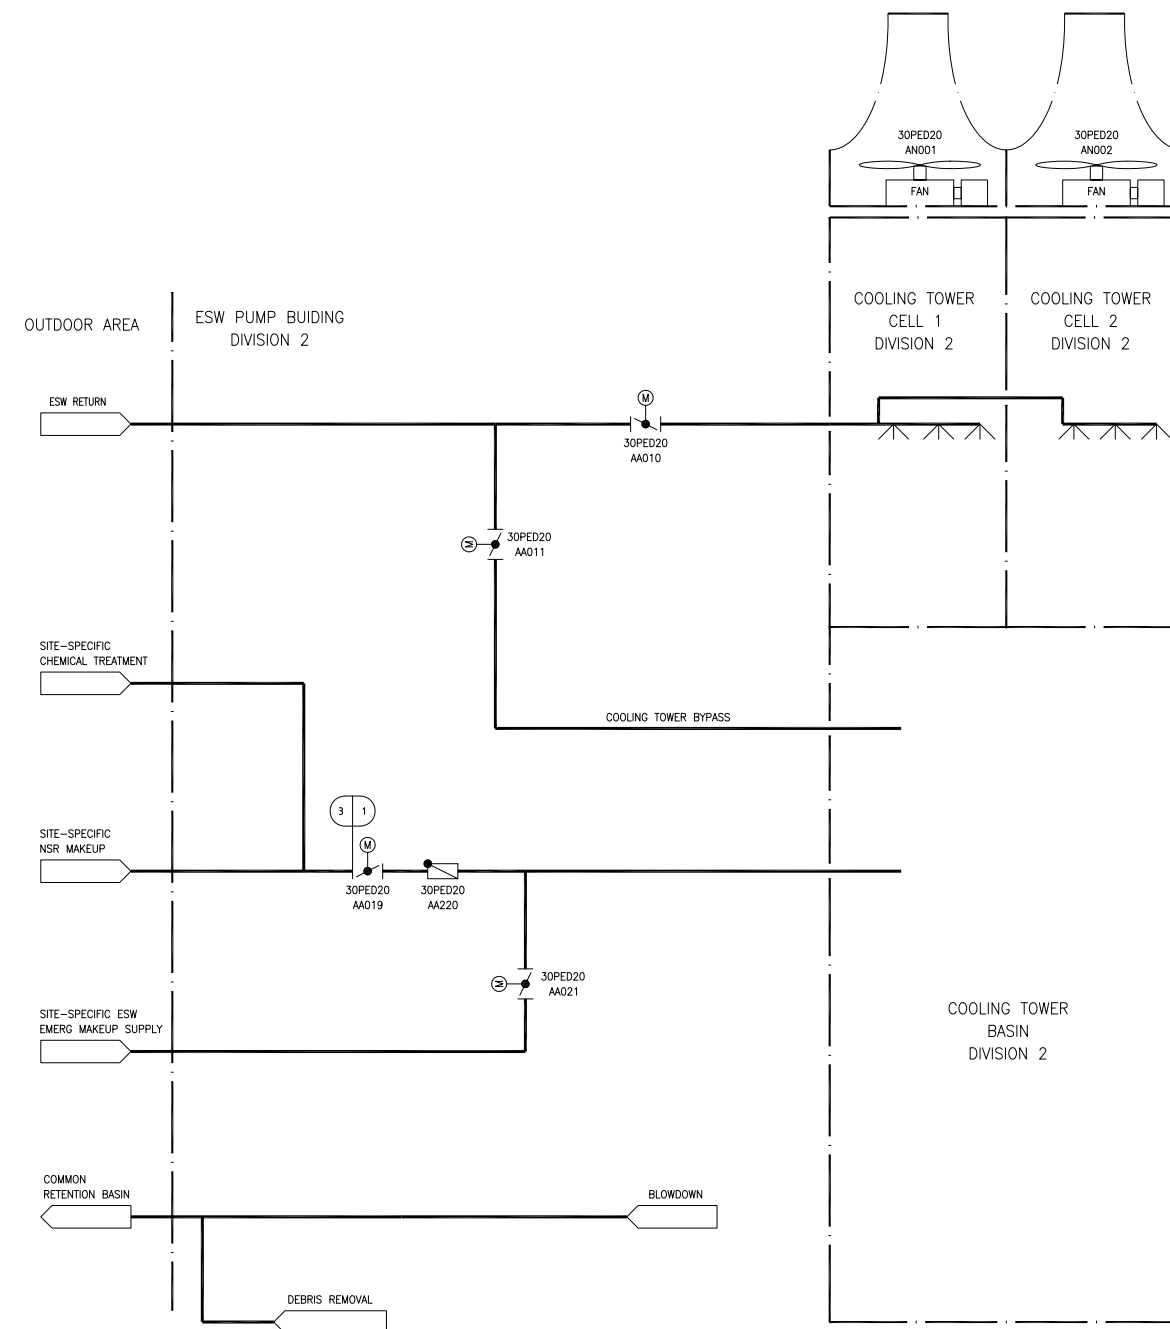 30PED20
AN001
FAN
30PED20
AN002
FAN
OUTDOOR AREA
ESW PUMP BUIDING
DIVISION 2
COOLING TOWER
CELL 1
DIVISION 2
COOLING TOWER
CELL 2
DIVISION 2
ESW RETURN
M
30PED20
AA010
M
30PED20
AA011
SITE-SPECIFIC
CHEMICAL TREATMENT
COOLING TOWER BYPASS
3 1
SITE-SPECIFIC
NSR MAKEUP
M
30PED20
AA019
30PED20
AA220
M
30PED20
AA021
SITE-SPECIFIC ESW
EMERG MAKEUP SUPPLY
COOLING TOWER
BASIN
DIVISION 2
COMMON
RETENTION BASIN
BLOWDOWN
DEBRIS REMOVAL